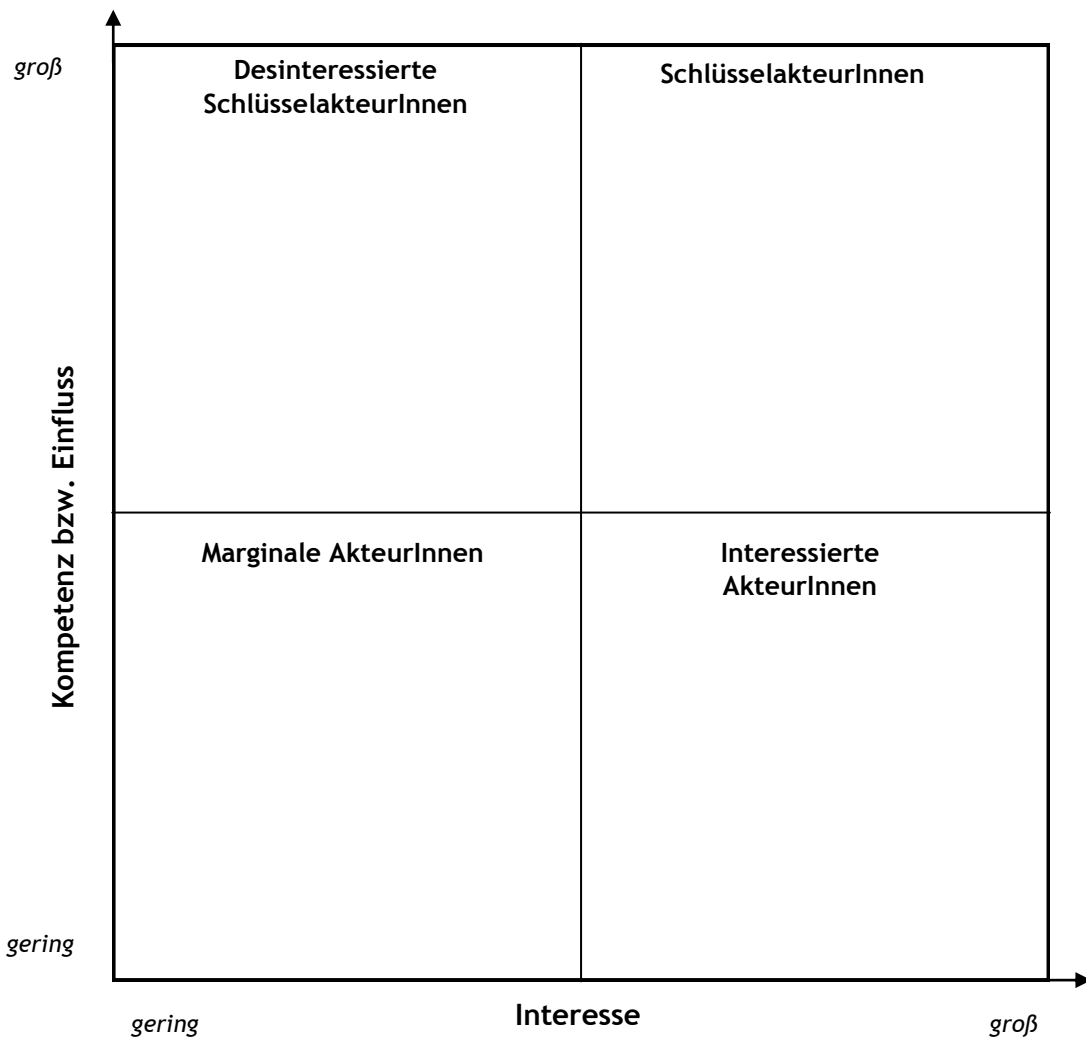 groß
Desinteressierte
SchlüsselakteurInnen
SchlüsselakteurInnen
Kompetenz bzw. Einfluss
Marginale AkteurInnen
Interessierte
AkteurInnen
gering
gering
Interesse
groß